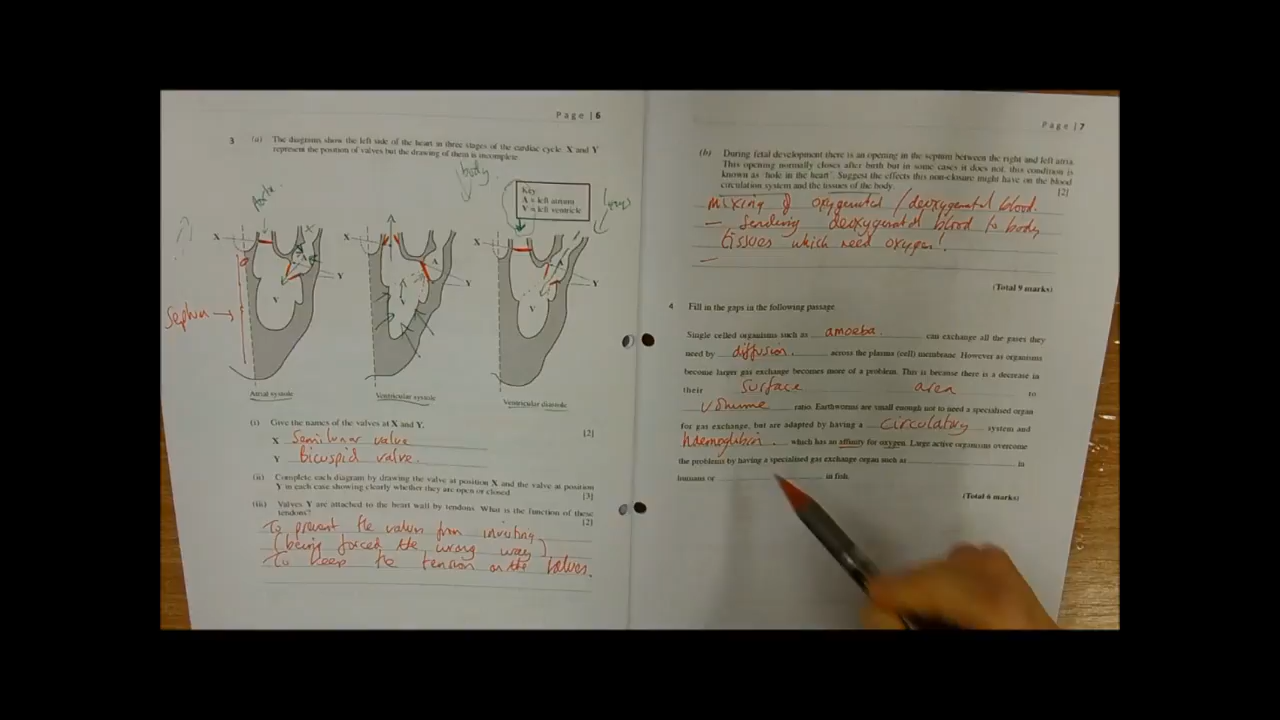 Page |6
3 (a) The diagrams show the left side of the heart in three stages of the cardiac cycle. X and Y
represent the position of valves but the drawing of them is incomplete.
body
Aorta
Key
A = left atrium
V = left ventricle
X
X
X
A
A
A
Y
Y
Y
V
V
Septum
Atrial systole
Ventricular systole
Ventricular diastole
(i) Give the names of the valves at X and Y.
[2]
X Semilunar valve
Y bicuspid valve.
(ii) Complete each diagram by drawing the valve at position X and the valve at position
Y in each case showing clearly whether they are open or closed
[3]
(iii) Valves Y are attached to the heart wall by tendons. What is the function of these
tendons?
[2]
To prevent the valves from inverting
(being forced the wrong way)
To keep the tension on the valves.
Page |7
(b) During fetal development there is an opening in the septum between the right and left atria.
This opening normally closes after birth but in some cases it does not, this condition is
known as 'hole in the heart'. Suggest the effects this non-closure might have on the blood
circulation system and the tissues of the body.
[2]
mixing of oxygenated / deoxygenated blood.
- Sending deoxygenated blood to body
tissues which need oxygen!
-
(Total 9 marks)
4 Fill in the gaps in the following passage.
Single celled organisms such as amoeba. can exchange all the gases they
need by diffusion. across the plasma (cell) membrane. However as organisms
become larger gas exchange becomes more of a problem. This is because there is a decrease in
their surface area to
volume ratio. Earthworms are small enough not to need a specialised organ
for gas exchange, but are adapted by having a circulatory system and
haemoglobin. which has an affinity for oxygen. Large active organisms overcome
the problems by having a specialised gas exchange organ such as in
humans or in fish.
(Total 6 marks)